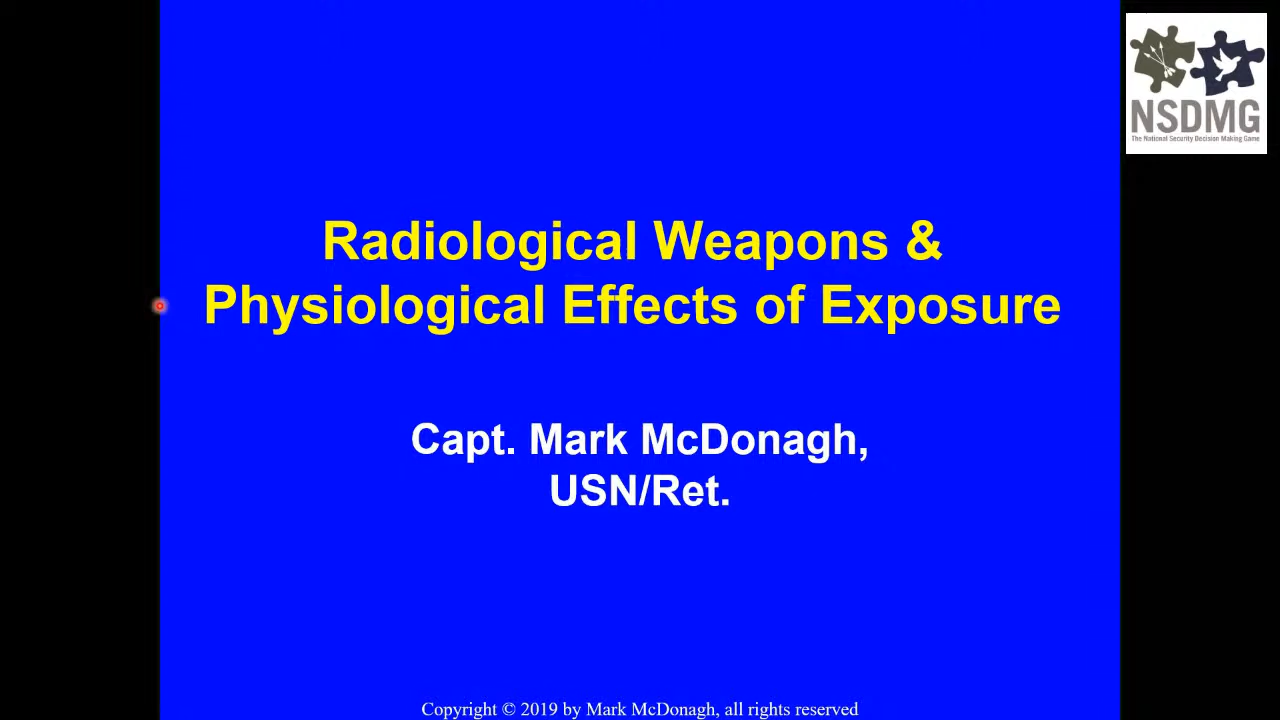 NSDMG
The National Security Decision Making Game
Radiological Weapons &
Physiological Effects of Exposure
Capt. Mark McDonagh,
USN/Ret.
Copyright © 2019 by Mark McDonagh, all rights reserved